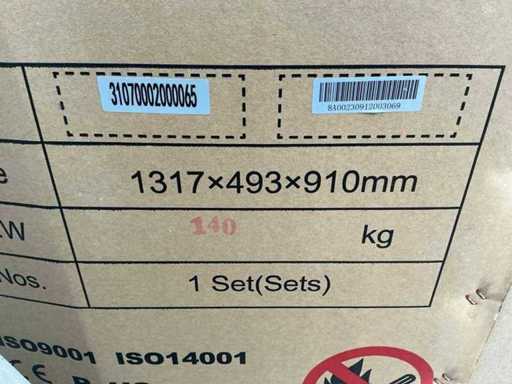 31070002000065
8A00230912003069
1317×493×910mm
140 kg
Nos. 1 Set(Sets)
ISO9001 ISO14001